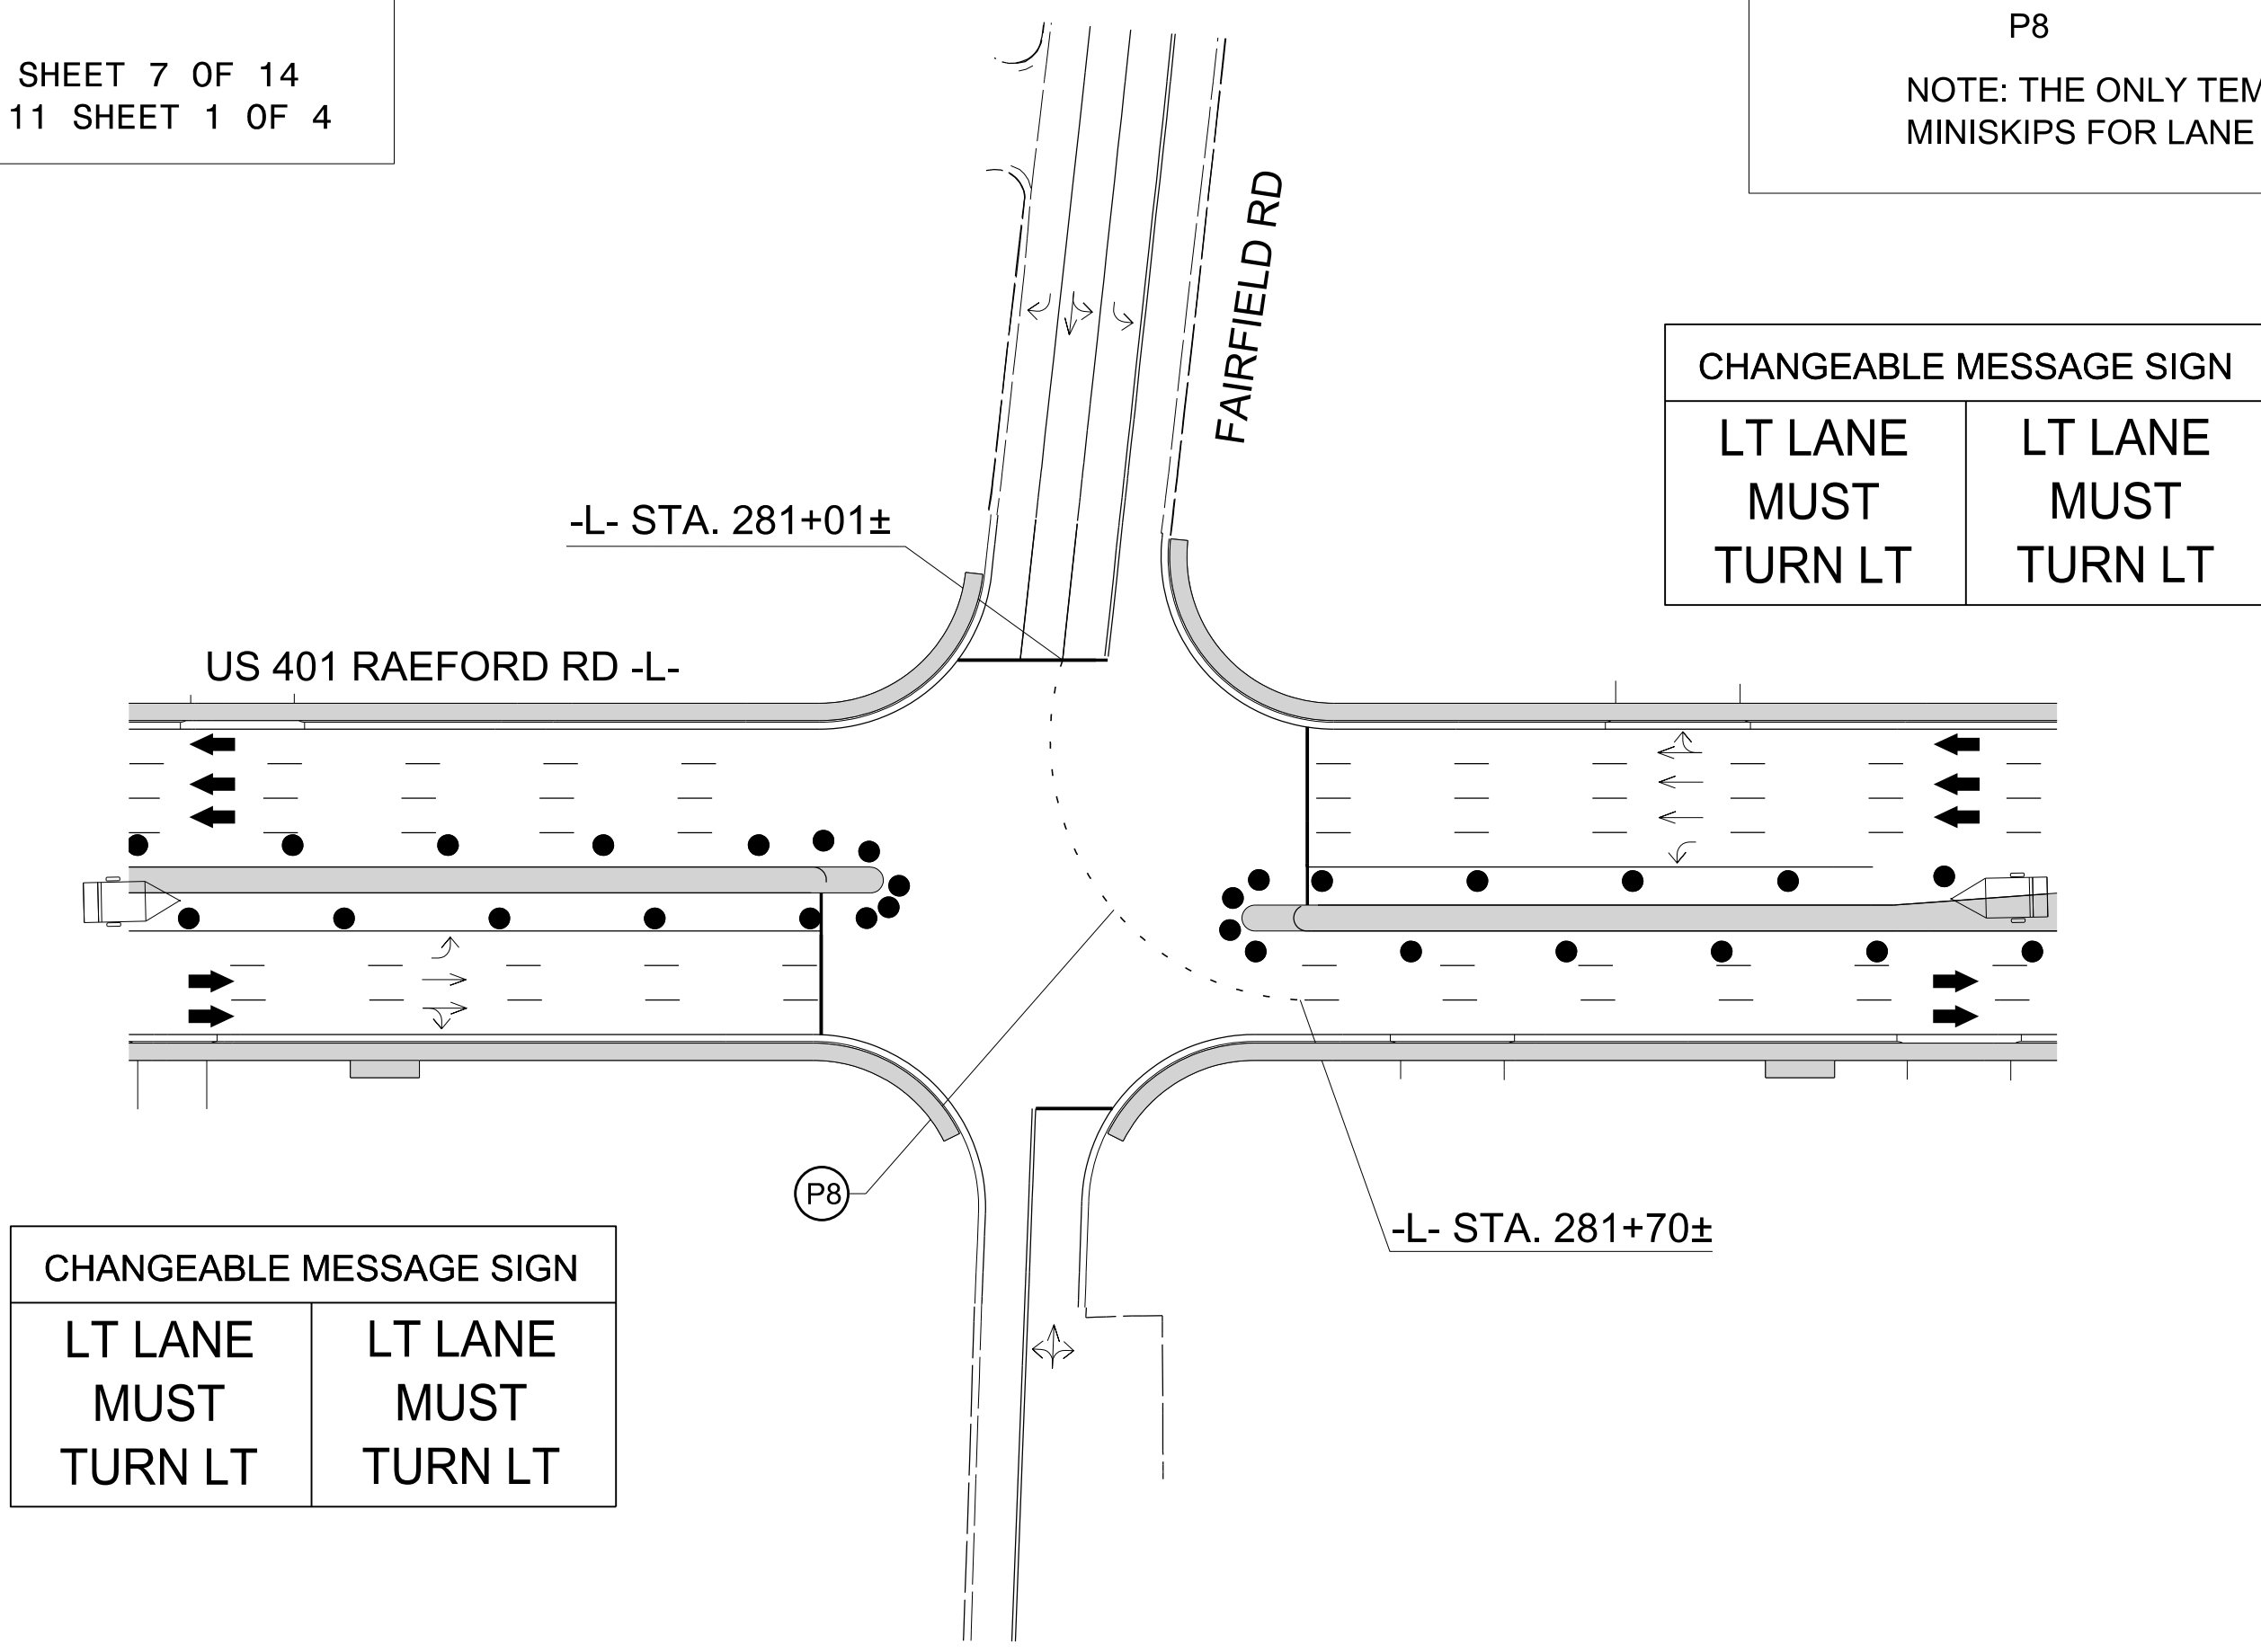 SHEET 7 OF 14
11 SHEET 1 OF 4
P8
NOTE: THE ONLY
MINISKIPS FOR LANE
FAIRFIELD RD
CHANGEABLE MESSAGE SIGN
LT LANE
MUST
TURN LT
LT LANE
MUST
TURN LT
-L- STA. 281+01±
US 401 RAEFORD RD -L-
P8
-L- STA. 281+70±
CHANGEABLE MESSAGE SIGN
LT LANE
MUST
TURN LT
LT LANE
MUST
TURN LT